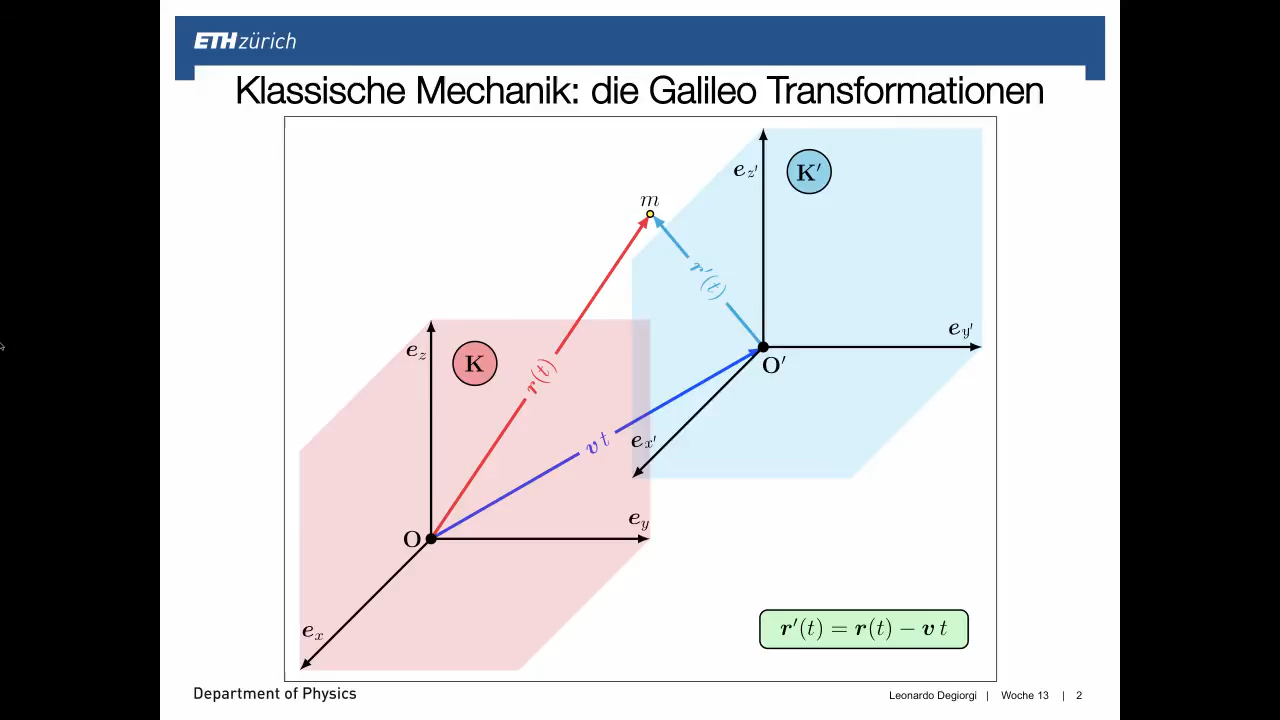 ETH zürich
Klassische Mechanik: die Galileo Transformationen
e_z'
K'
m
r'(t)
e_y'
O'
e_z
K
r(t)
v t
e_x'
e_y
O
e_x
r'(t) = r(t) − v t
Department of Physics
Leonardo Degiorgi | Woche 13 | 2